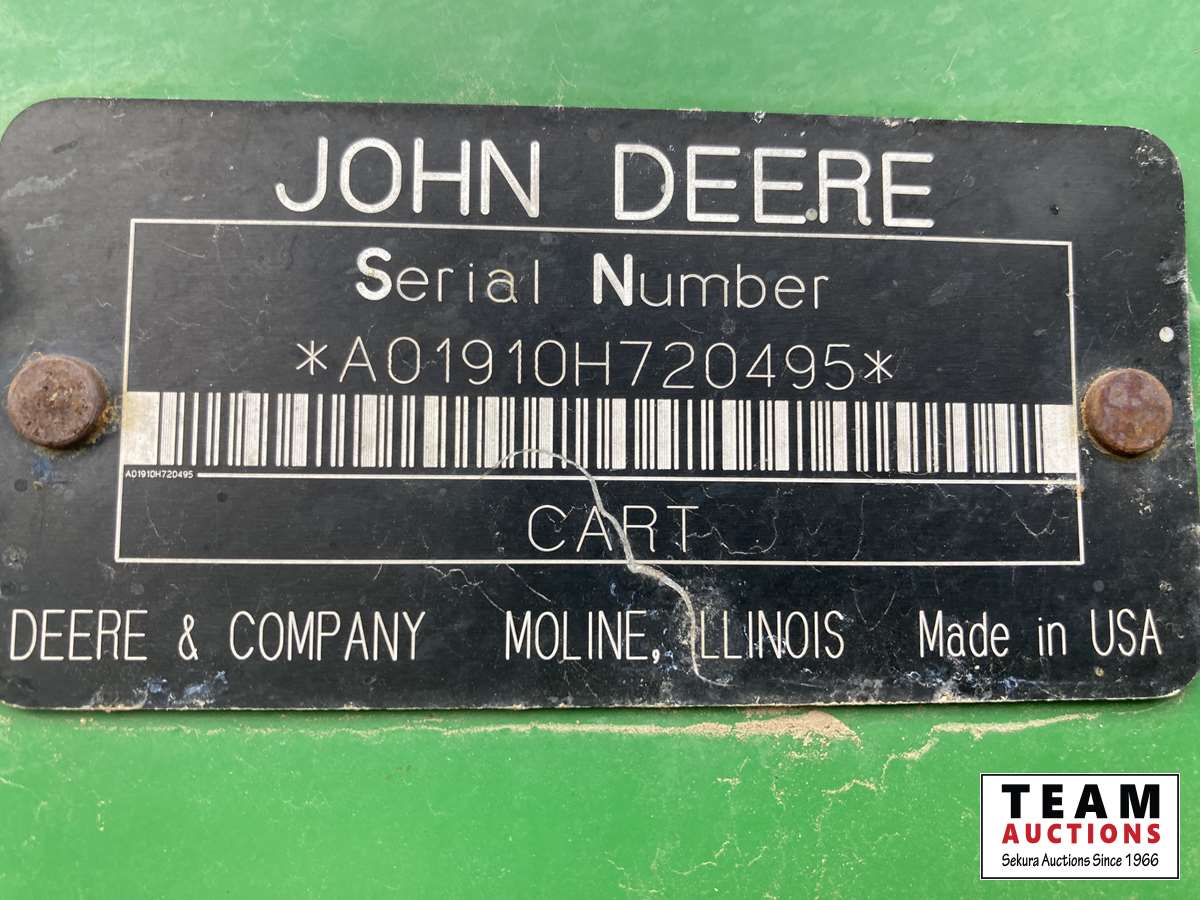 JOHN DEERE
Serial Number
*A01910H720495*
A01910H720495
CART
DEERE & COMPANY MOLINE, ILLINOIS Made in USA
TEAM
AUCTIONS
Sekura Auctions Since 1966